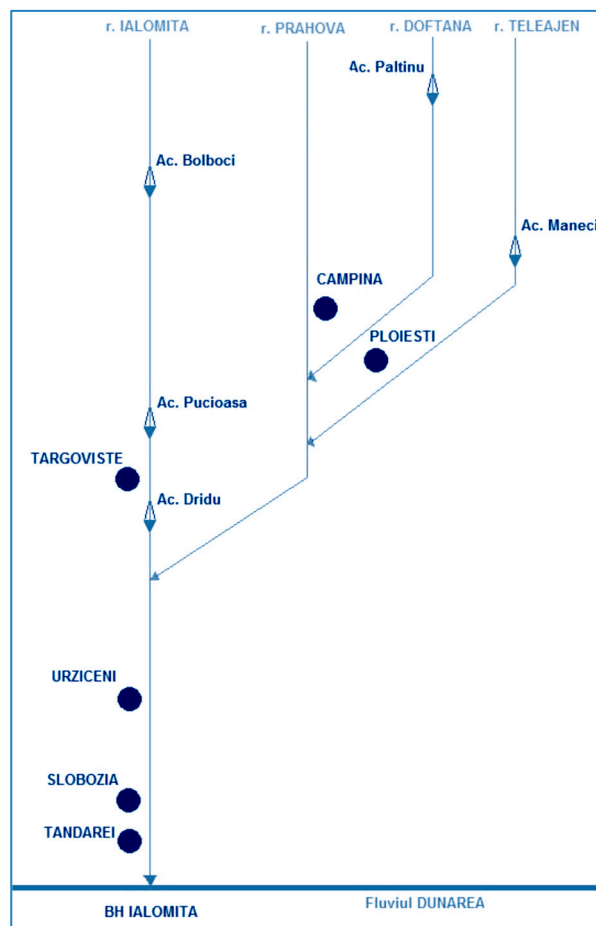 r. IALOMITA
r. PRAHOVA
r. DOFTANA
r. TELEAJEN
Ac. Paltinu
Ac. Bolboci
Ac. Maneci
CAMPINA
PLOIESTI
Ac. Pucioasa
TARGOVISTE
Ac. Dridu
URZICENI
SLOBOZIA
TANDAREI
Fluviul DUNAREA
BH IALOMITA